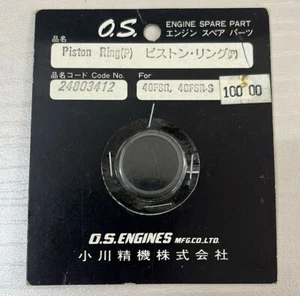 O.S.
ENGINE SPARE PART
エンジン スペア パーツ
品名
Piston Ring(P) ピストン・リング(P)
品名コード Code No.
24803412
For
40FSR, 40FSR-S
100 00
O.S.ENGINES MFG.CO.LTD.
小川精機株式会社